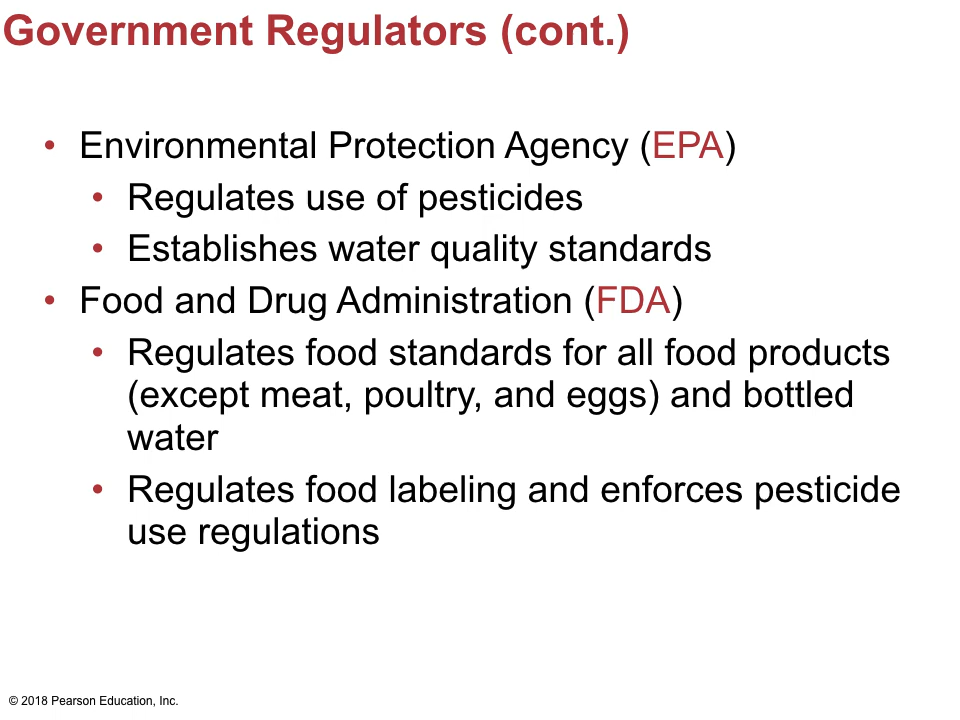 Government Regulators (cont.)
• Environmental Protection Agency (EPA)
• Regulates use of pesticides
• Establishes water quality standards
• Food and Drug Administration (FDA)
• Regulates food standards for all food products
(except meat, poultry, and eggs) and bottled
water
• Regulates food labeling and enforces pesticide
use regulations
© 2018 Pearson Education, Inc.